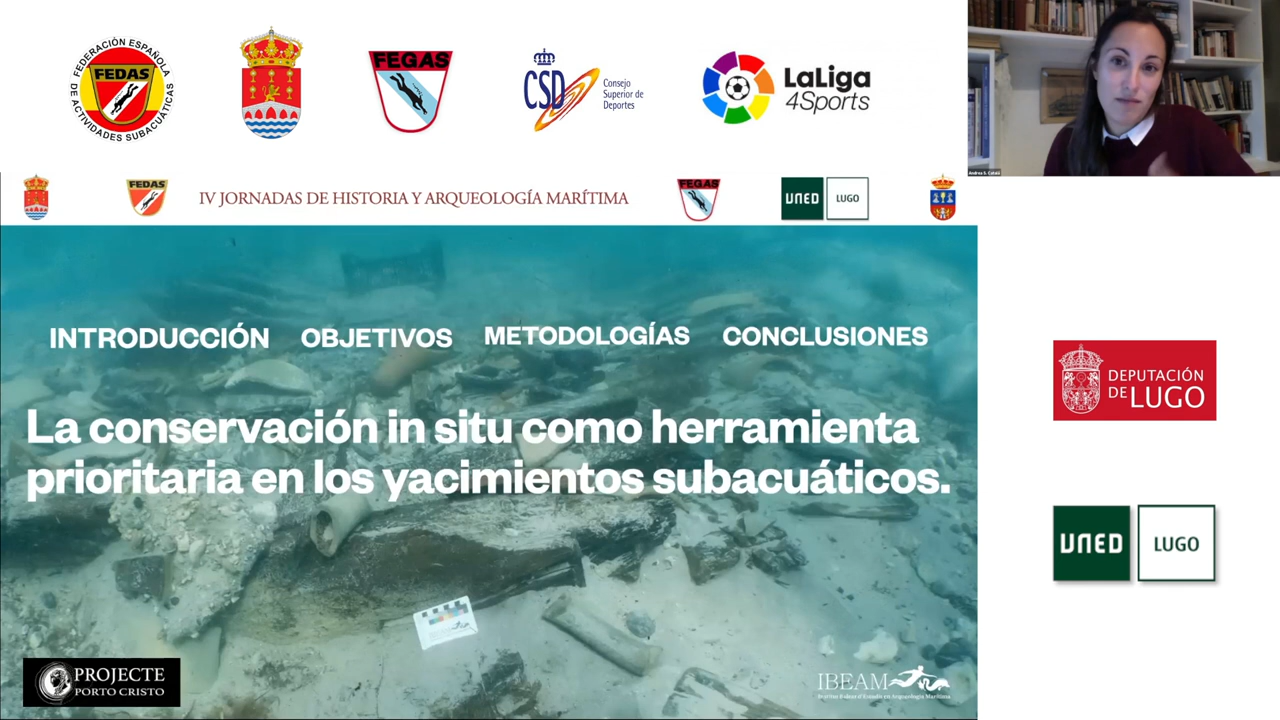 FEDERACIÓN ESPAÑOLA
FEDAS
DE ACTIVIDADES SUBACUÁTICAS
FEGAS
CSD
Consejo
Superior de
Deportes
LaLiga
4Sports
Andrea S. Catalá
FEDAS
IV JORNADAS DE HISTORIA Y ARQUEOLOGÍA MARÍTIMA
FEGAS
UNED
LUGO
INTRODUCCIÓN OBJETIVOS METODOLOGÍAS CONCLUSIONES
La conservación in situ como herramienta
prioritaria en los yacimientos subacuáticos.
DEPUTACIÓN
DE LUGO
UNED
LUGO
PROJECTE
PORTO CRISTO
IBEAM